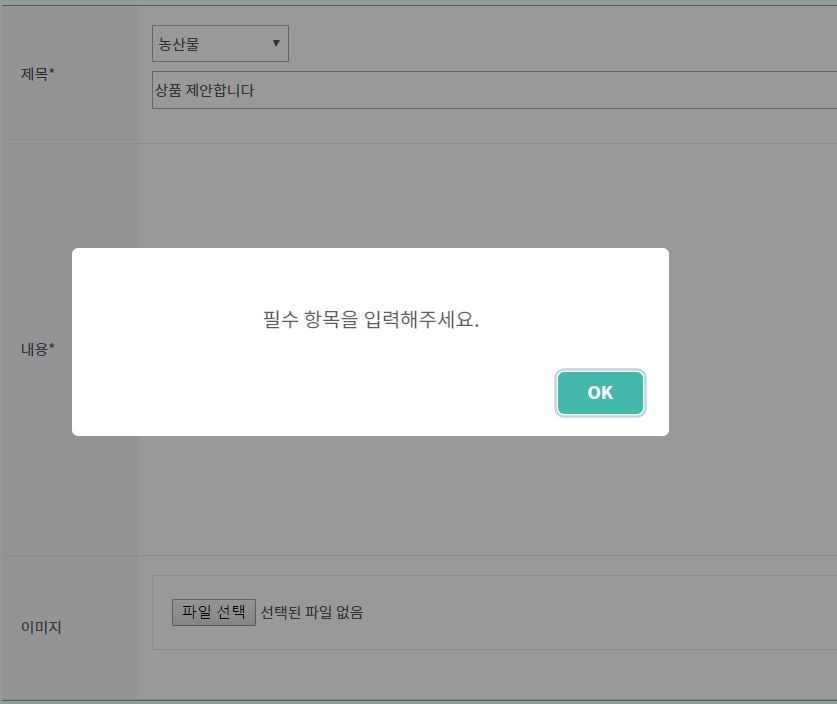 농산물 ▼
제목*
상품 제안합니다
필수 항목을 입력해주세요.
내용*
OK
파일 선택 선택된 파일 없음
이미지